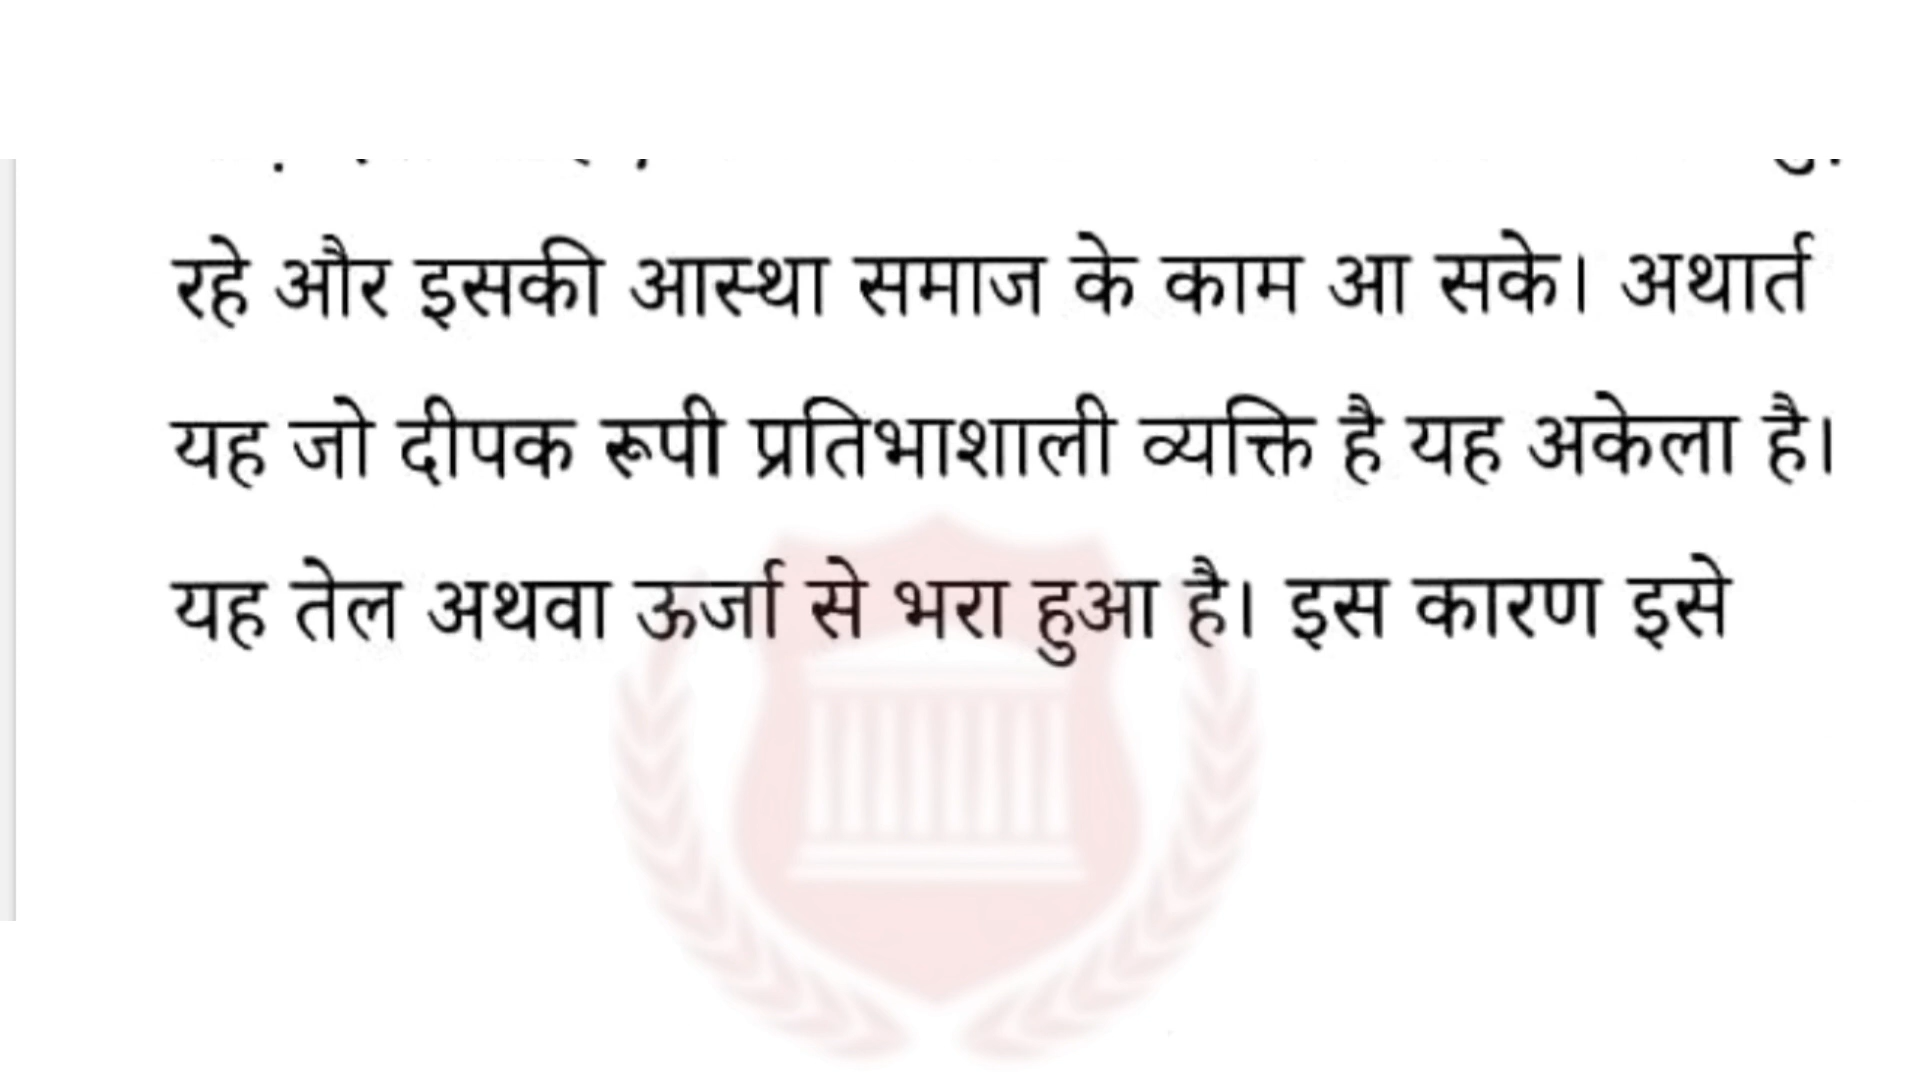 रहे और इसकी आस्था समाज के काम आ सके। अथार्त
यह जो दीपक रूपी प्रतिभाशाली व्यक्ति है यह अकेला है।
यह तेल अथवा ऊर्जा से भरा हुआ है। इस कारण इसे